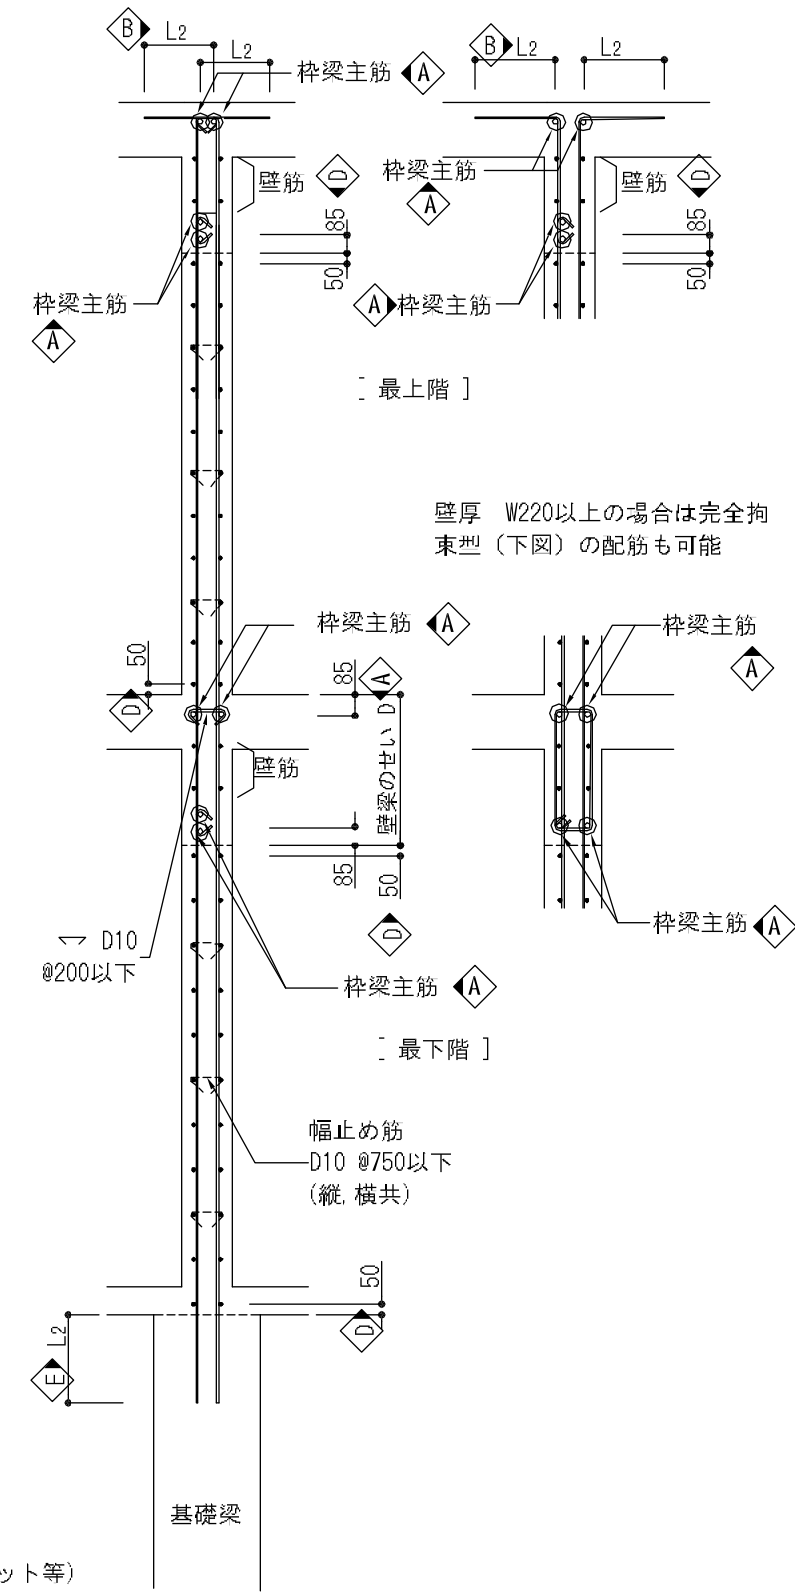 B L2 L2 枠梁主筋 A
B L2 L2
枠梁主筋 A
壁筋 D
壁筋 D
85
50
85
50
枠梁主筋
A
A 枠梁主筋
[ 最上階 ]
壁厚 W220以上の場合は完全拘
束型（下図）の配筋も可能
枠梁主筋 A
枠梁主筋
A
50
D
85
A
壁梁のせい D
壁筋
85
50
D
D10
@200以下
枠梁主筋 A
枠梁主筋 A
[ 最下階 ]
幅止め筋
D10 @750以下
(縦,横共)
50
D
L2
E
基礎梁
ット等)